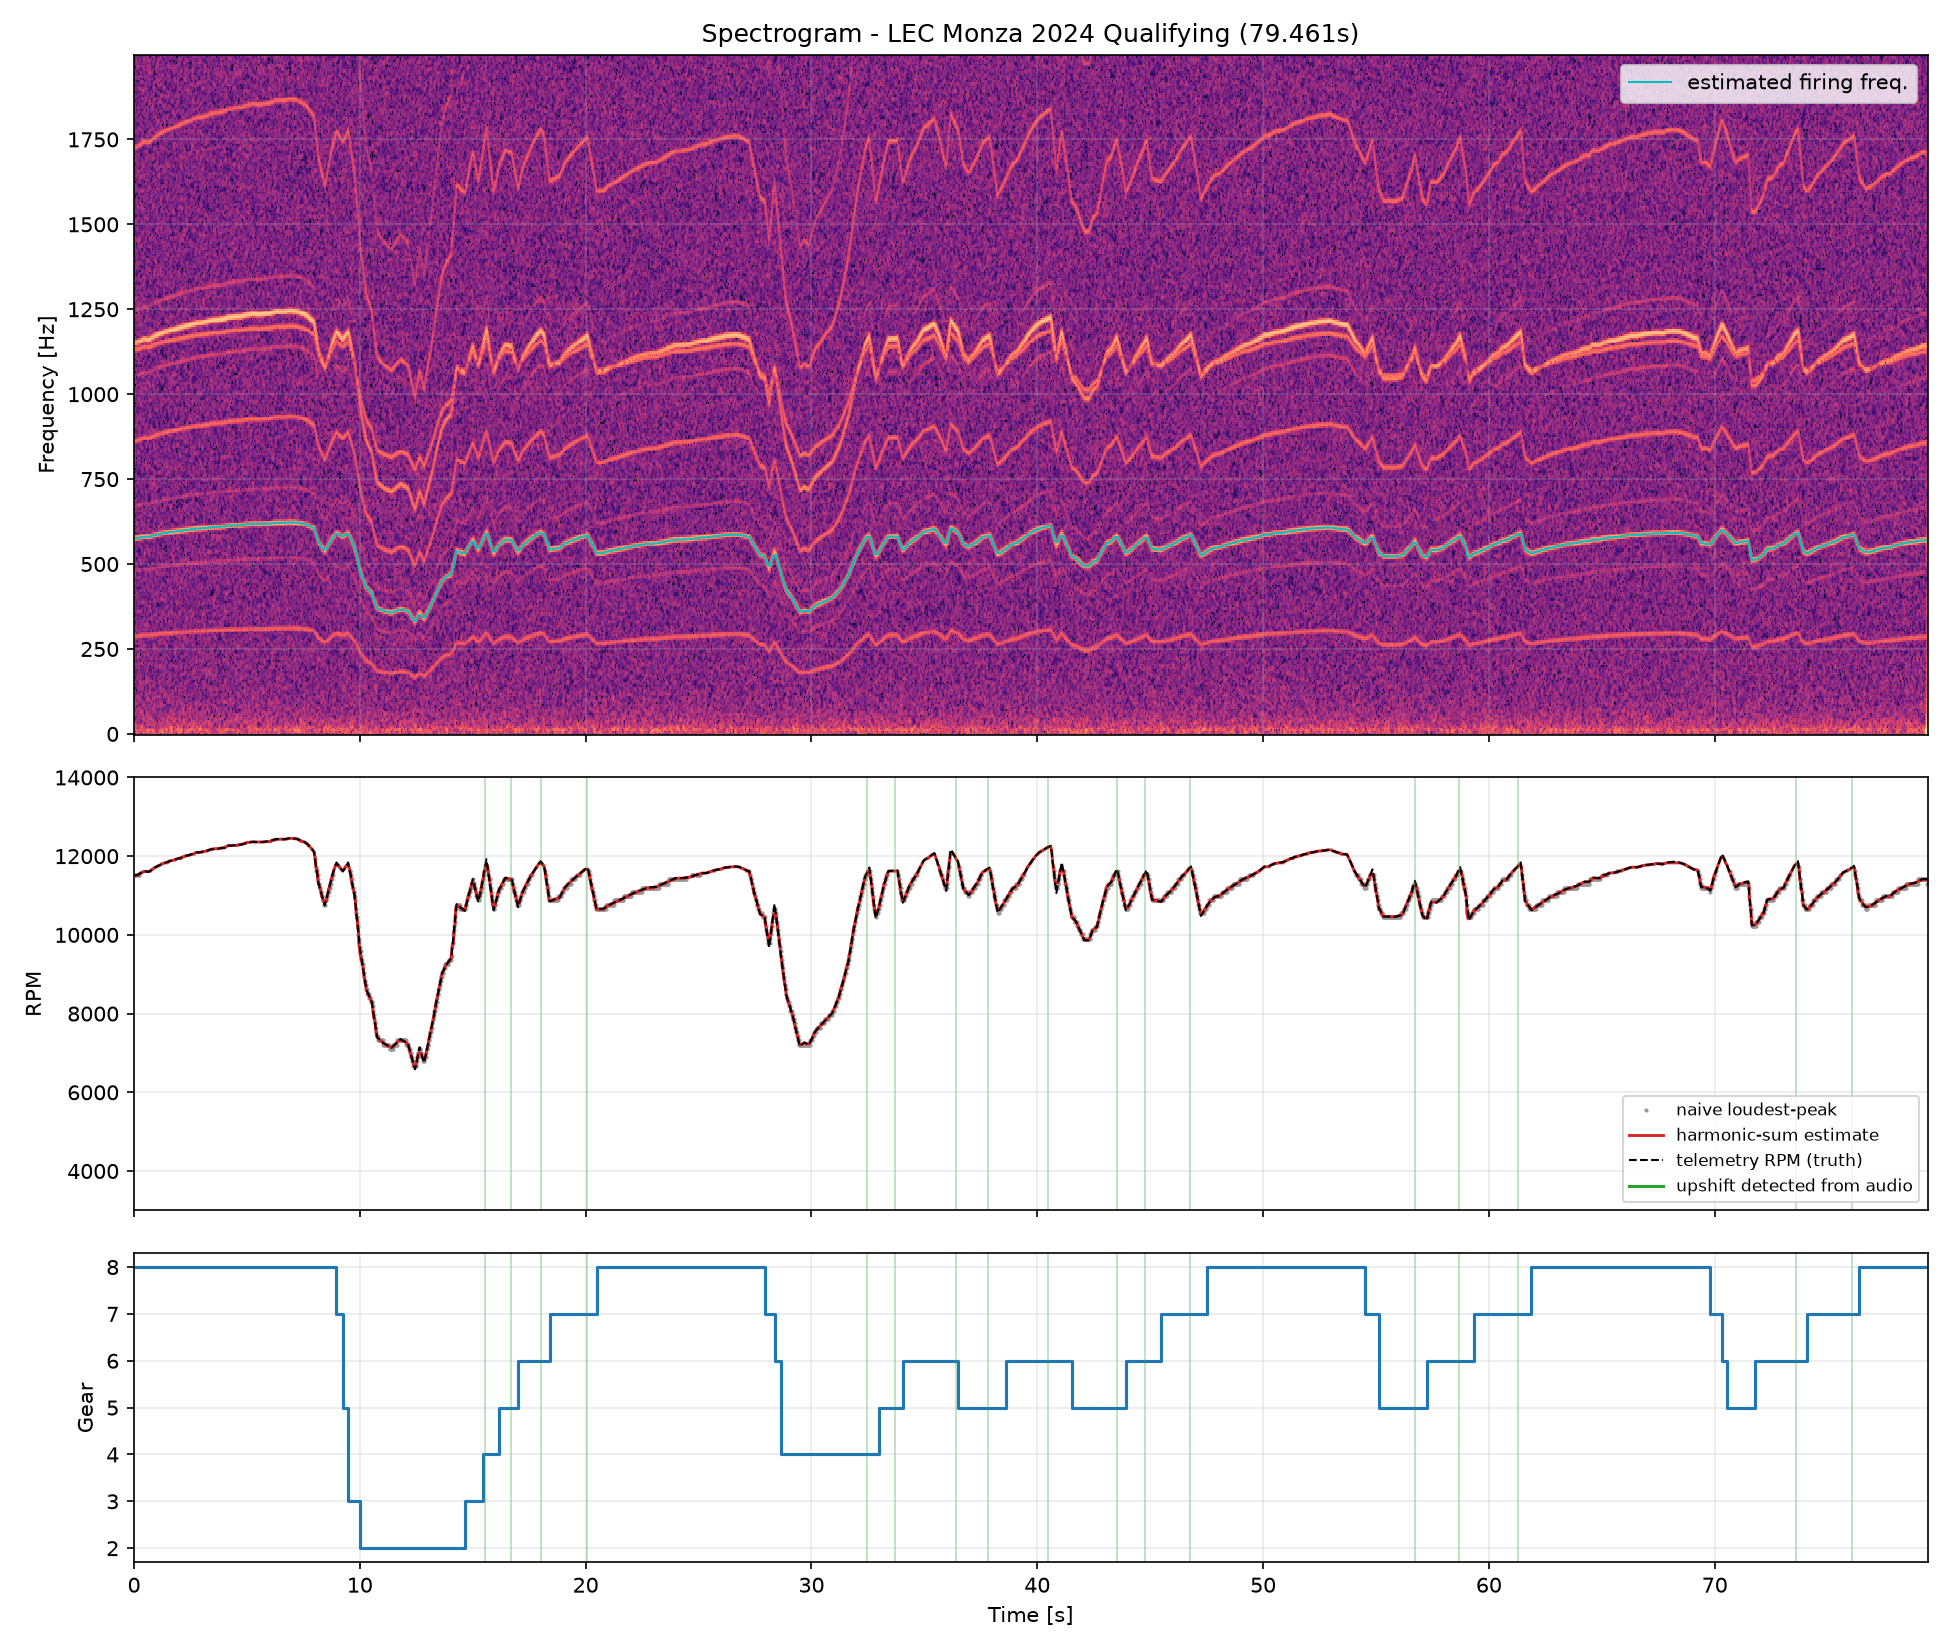 Spectrogram - LEC Monza 2024 Qualifying (79.461s)
estimated firing freq.
Frequency [Hz]
1750
1500
1250
1000
750
500
250
0
RPM
14000
12000
10000
8000
6000
4000
naive loudest-peak
harmonic-sum estimate
telemetry RPM (truth)
upshift detected from audio
Gear
8
7
6
5
4
3
2
0 10 20 30 40 50 60 70
Time [s]